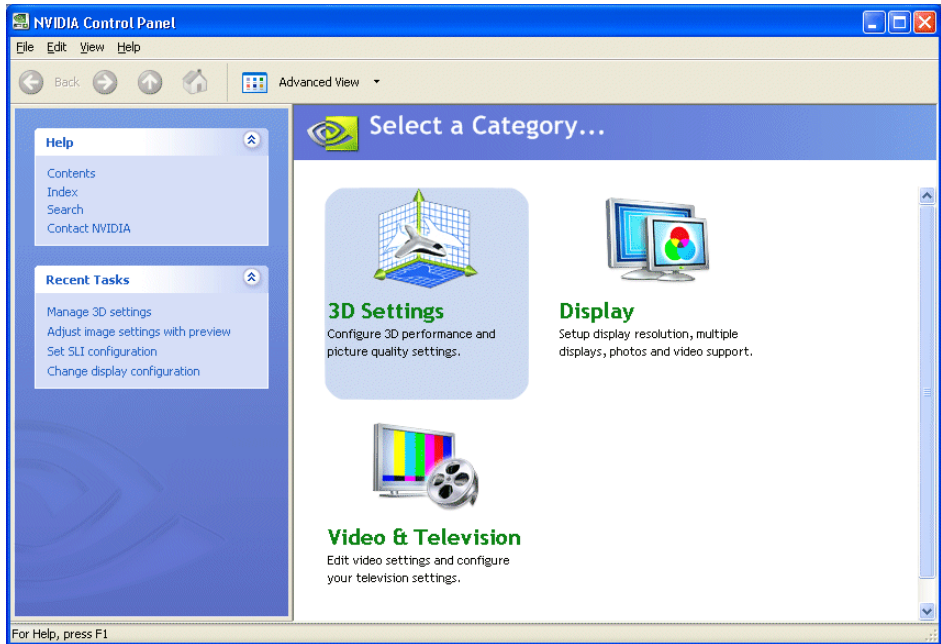 NVIDIA Control Panel
File Edit View Help
Back
Advanced View
Help
Contents
Index
Search
Contact NVIDIA
Recent Tasks
Manage 3D settings
Adjust image settings with preview
Set SLI configuration
Change display configuration
Select a Category...
3D Settings
Configure 3D performance and
picture quality settings.
Display
Setup display resolution, multiple
displays, photos and video support.
Video & Television
Edit video settings and configure
your television settings.
For Help, press F1